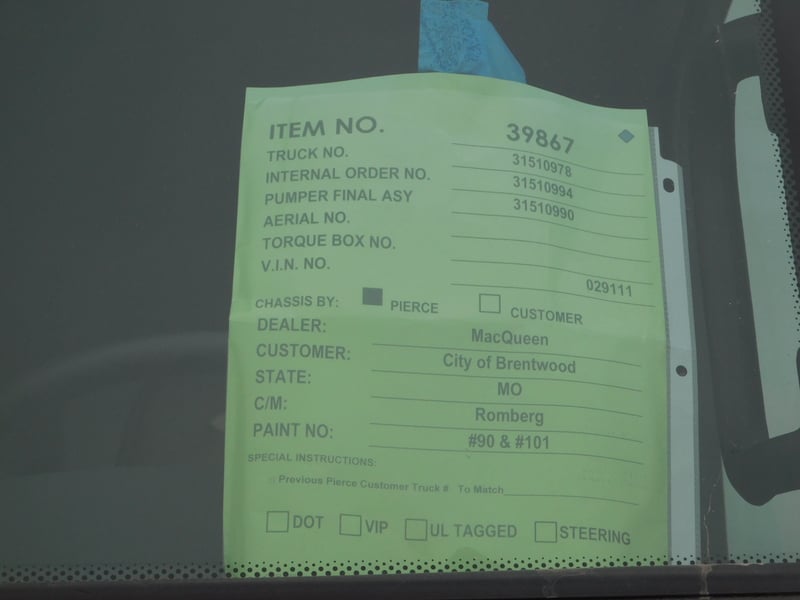 ITEM NO. 39867
TRUCK NO. 31510978
INTERNAL ORDER NO. 31510994
PUMPER FINAL ASY 31510990
AERIAL NO.
TORQUE BOX NO.
V.I.N. NO. 029111
CHASSIS BY: PIERCE CUSTOMER
DEALER: MacQueen
CUSTOMER: City of Brentwood
STATE: MO
C/M: Romberg
PAINT NO: #90 & #101
SPECIAL INSTRUCTIONS:
Previous Pierce Customer Truck # To Match
DOT VIP UL TAGGED STEERING